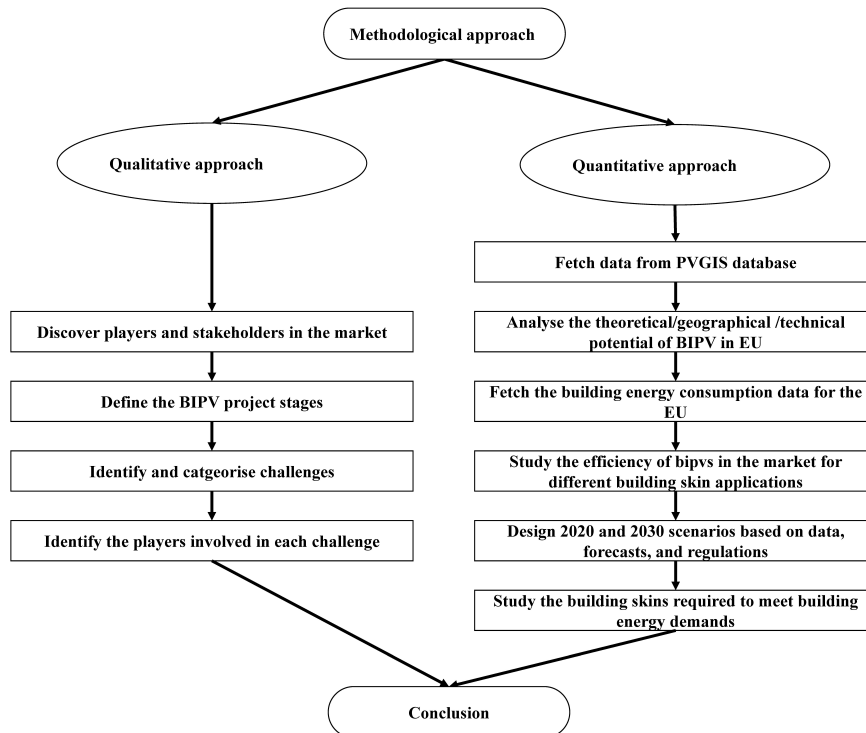 Methodological approach
Qualitative approach
Quantitative approach
Fetch data from PVGIS database
Discover players and stakeholders in the market
Analyse the theoretical/geographical /technical
potential of BIPV in EU
Define the BIPV project stages
Fetch the building energy consumption data for the
EU
Identify and catgeorise challenges
Study the efficiency of bipvs in the market for
different building skin applications
Identify the players involved in each challenge
Design 2020 and 2030 scenarios based on data,
forecasts, and regulations
Study the building skins required to meet building
energy demands
Conclusion